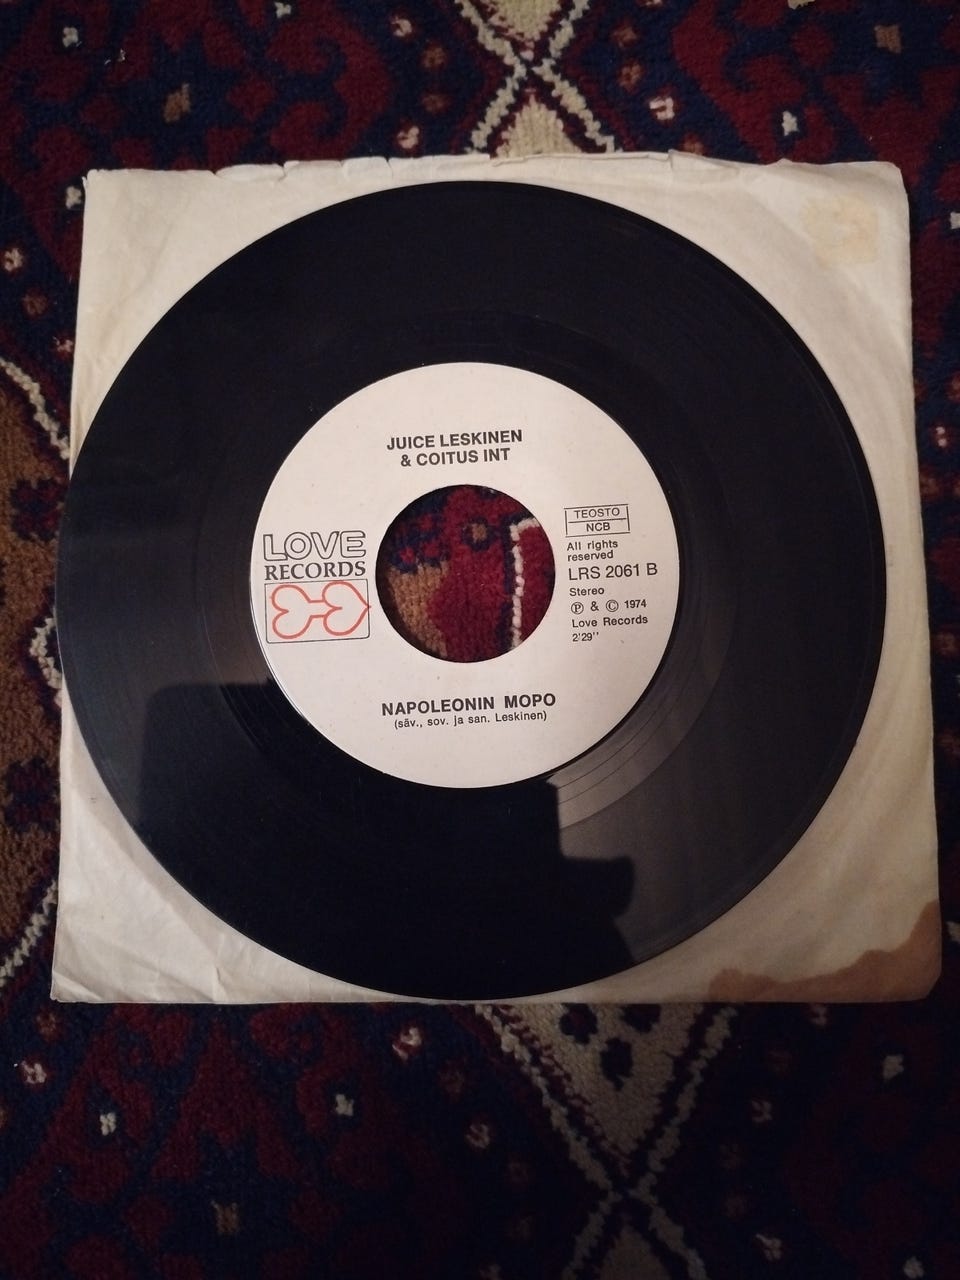 JUICE LESKINEN
& COITUS INT
LOVE
RECORDS
TEOSTO
NCB
All rights
reserved
LRS 2061 B
Stereo
Ⓟ & © 1974
Love Records
2'29''
NAPOLEONIN MOPO
(säv., sov. ja san. Leskinen)